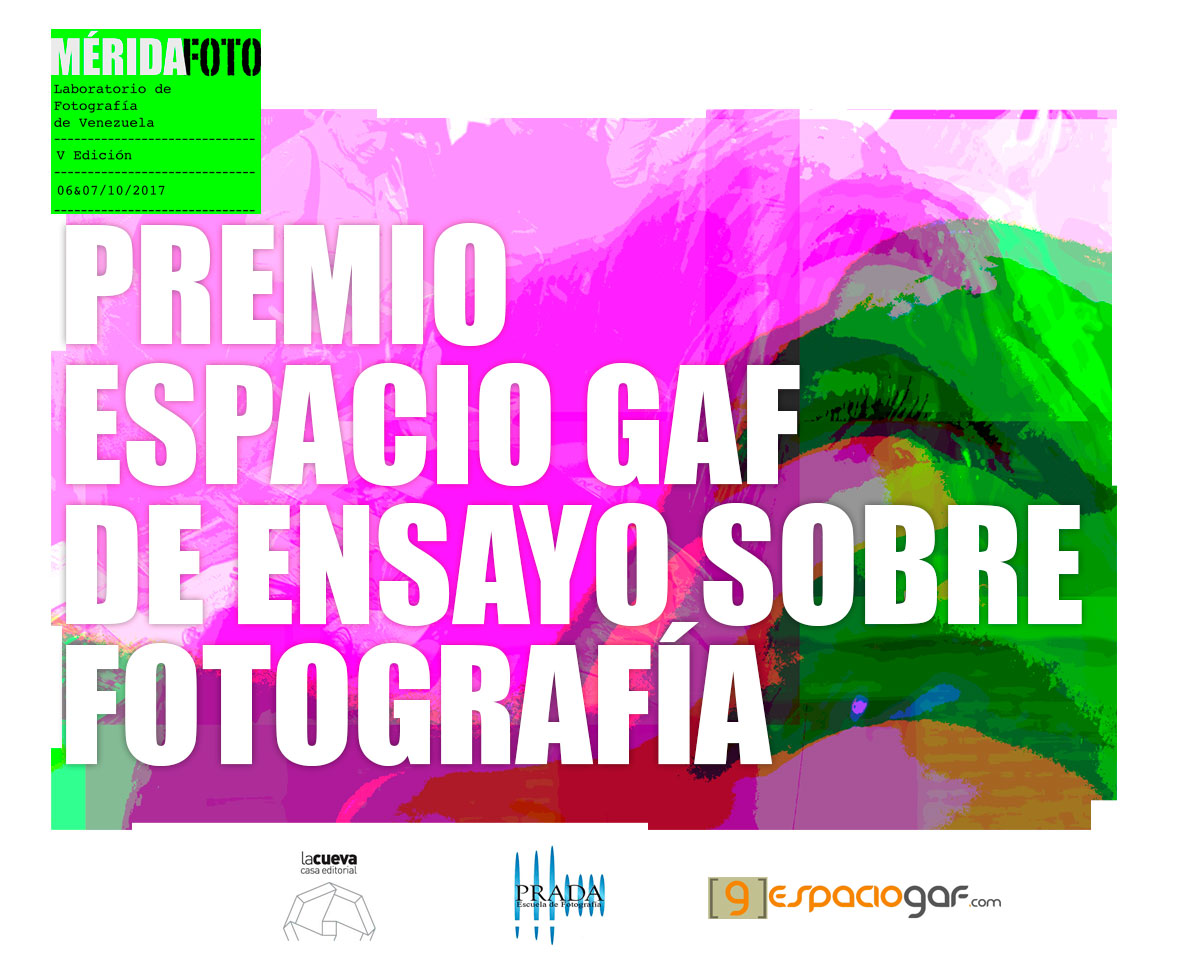 MÉRIDAFOTO
Laboratorio de
Fotografía
de Venezuela
------------------------------
V Edición
------------------------------
06&07/10/2017
------------------------------
PREMIO
ESPACIO GAF
DE ENSAYO SOBRE
FOTOGRAFÍA
lacueva
casa editorial
PRADA
Escuela de Fotografía
[g]espaciogaf.com